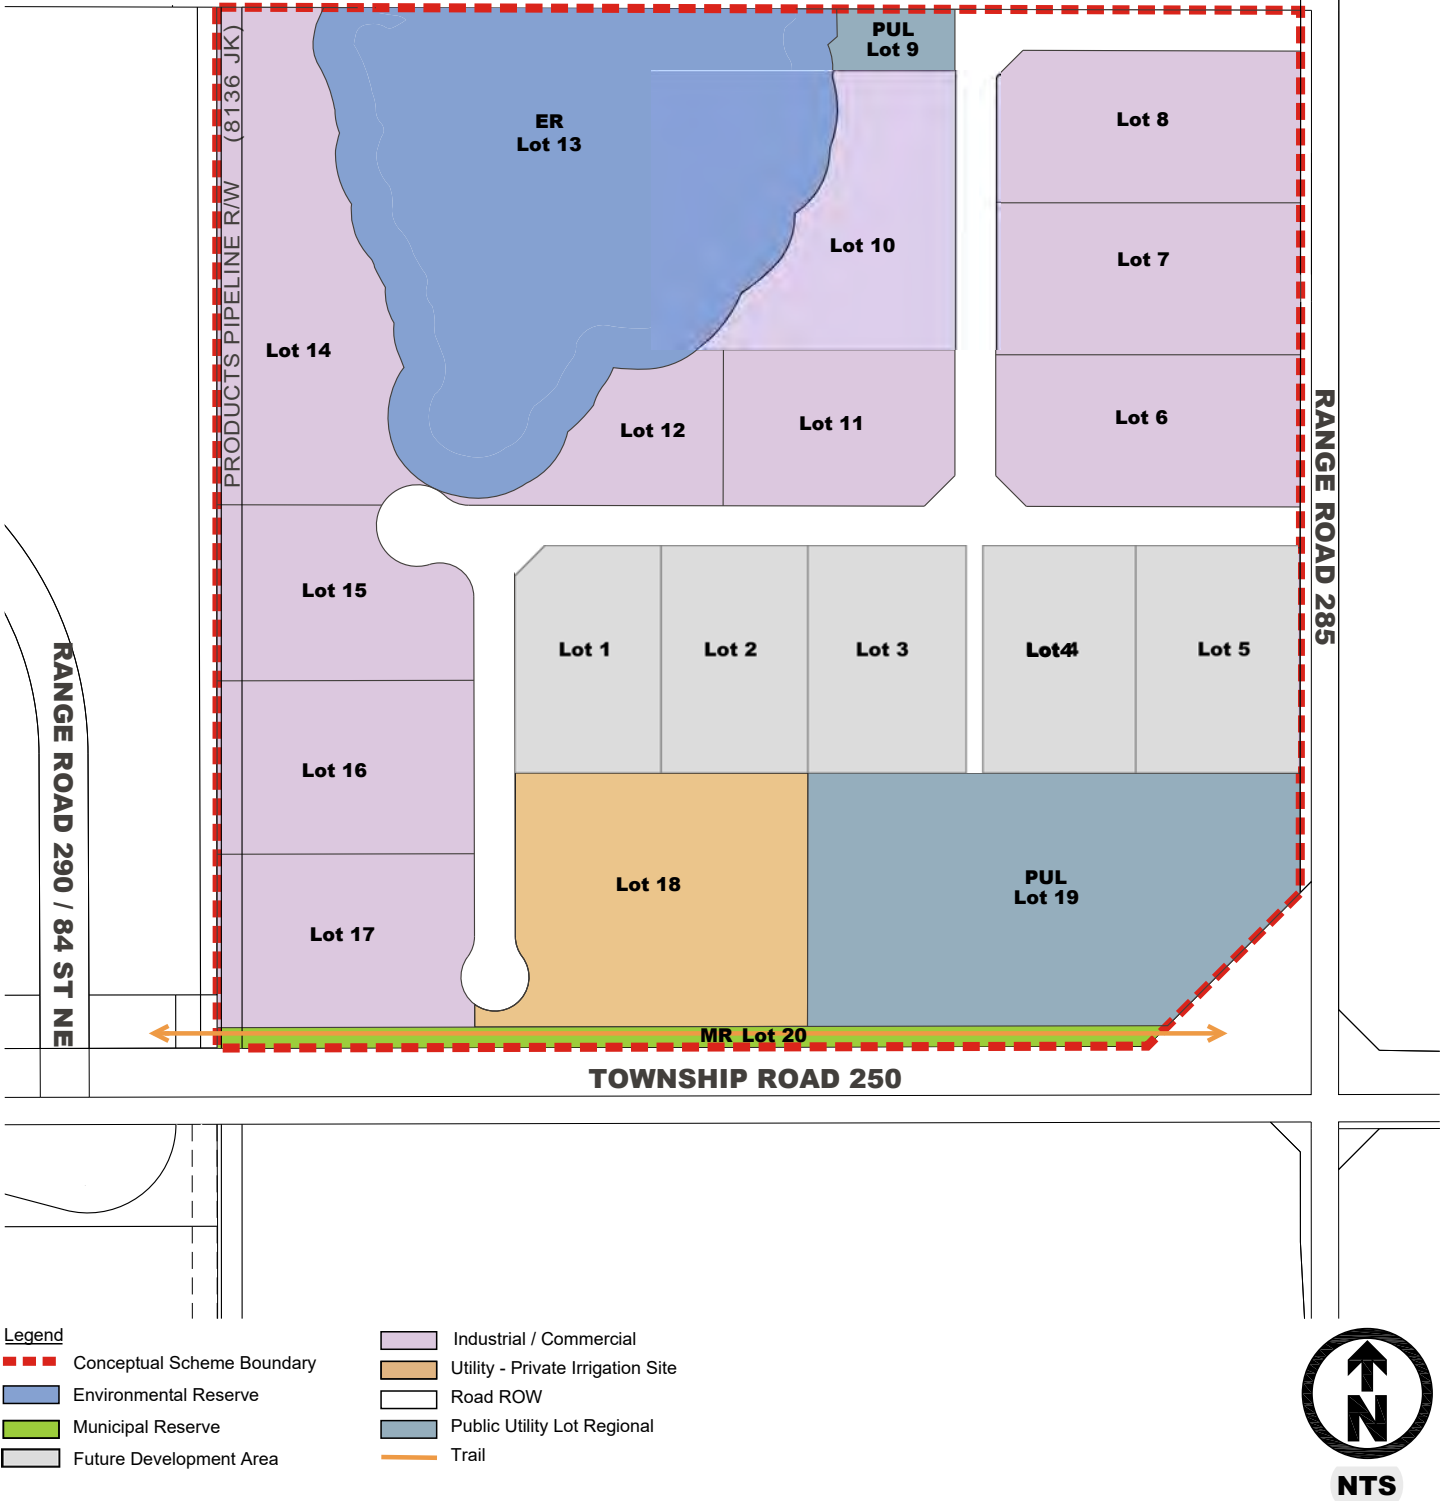 PUL
Lot 9
PRODUCTS PIPELINE R/W (8136 JK)
ER
Lot 13
Lot 8
Lot 10
Lot 7
Lot 14
Lot 12
Lot 11
Lot 6
RANGE ROAD 285
Lot 15
Lot 1
Lot 2
Lot 3
Lot4
Lot 5
RANGE ROAD 290 / 84 ST NE
Lot 16
Lot 18
PUL
Lot 19
Lot 17
MR Lot 20
TOWNSHIP ROAD 250
Legend
Conceptual Scheme Boundary
Environmental Reserve
Municipal Reserve
Future Development Area
Industrial / Commercial
Utility - Private Irrigation Site
Road ROW
Public Utility Lot Regional
Trail
N
NTS